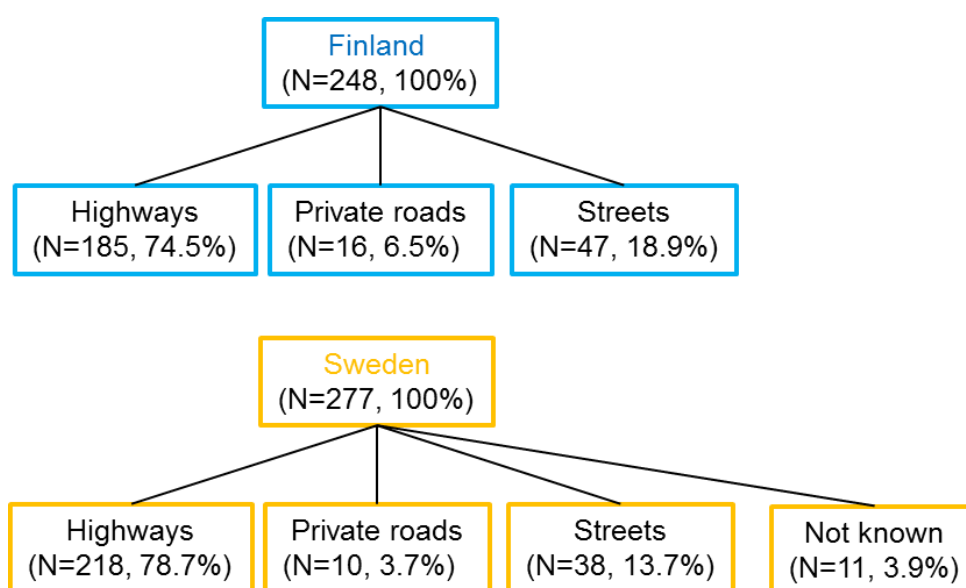 Finland
(N=248, 100%)
Highways
(N=185, 74.5%)
Private roads
(N=16, 6.5%)
Streets
(N=47, 18.9%)
Sweden
(N=277, 100%)
Highways
(N=218, 78.7%)
Private roads
(N=10, 3.7%)
Streets
(N=38, 13.7%)
Not known
(N=11, 3.9%)